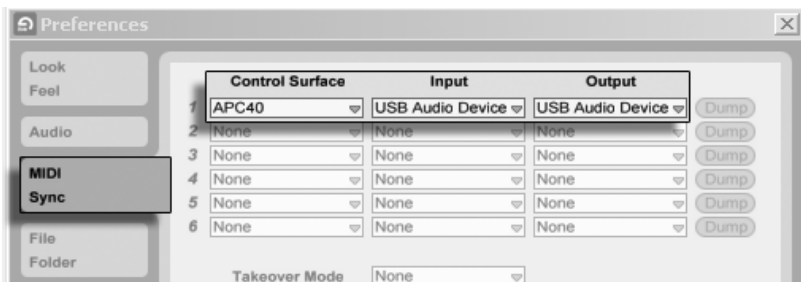 Preferences
Look
Feel
Audio
MIDI
Sync
File
Folder
Control Surface Input Output
1 APC40 USB Audio Device USB Audio Device Dump
2 None None None Dump
3 None None None Dump
4 None None None Dump
5 None None None Dump
6 None None None Dump
Takeover Mode None